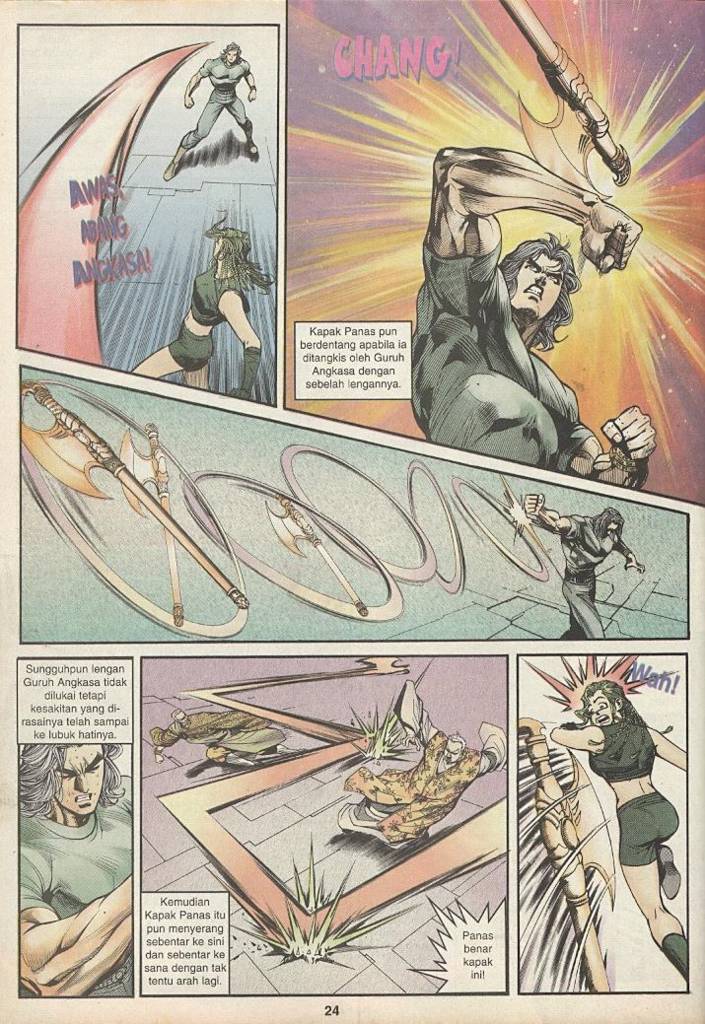 AWAS,
ABANG
ANGKASA!
CHANG!
Kapak Panas pun
berdentang apabila ia
ditangkis oleh Guruh
Angkasa dengan
sebelah lengannya.
Sungguhpun lengan
Guruh Angkasa tidak
dilukai tetapi
kesakitan yang di-
rasainya telah sampai
ke lubuk hatinya.
Kemudian
Kapak Panas itu
pun menyerang
sebentar ke sini
dan sebentar ke
sana dengan tak
tentu arah lagi.
Panas
benar
kapak
ini!
Wah!
24